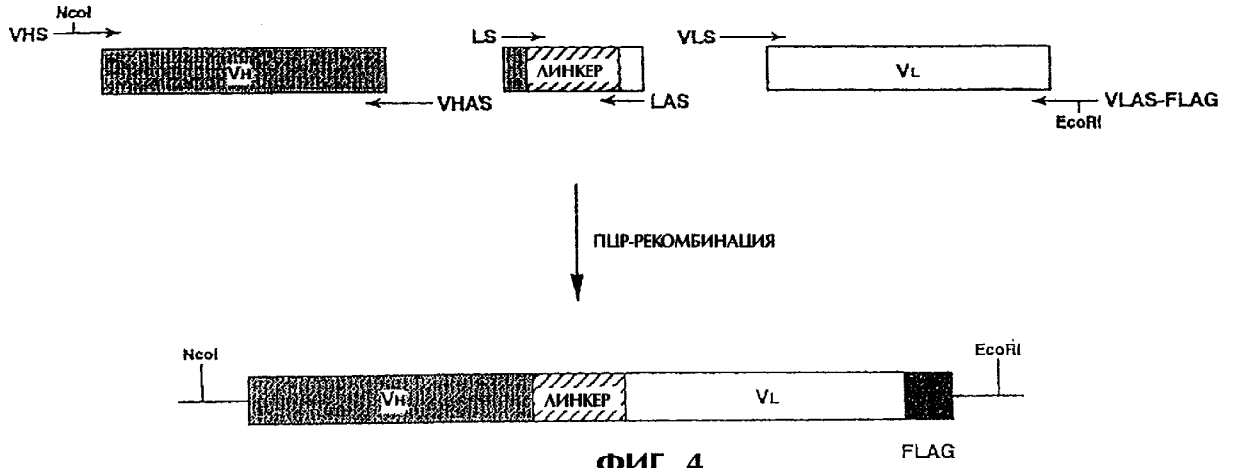 NcoI
VHS
VH
VHAS
LS
ЛИНКЕР
LAS
VLS
VL
VLAS-FLAG
EcoRI
ПЦР-РЕКОМБИНАЦИЯ
NcoI
VH
ЛИНКЕР
VL
FLAG
EcoRI
ФИГ. 4